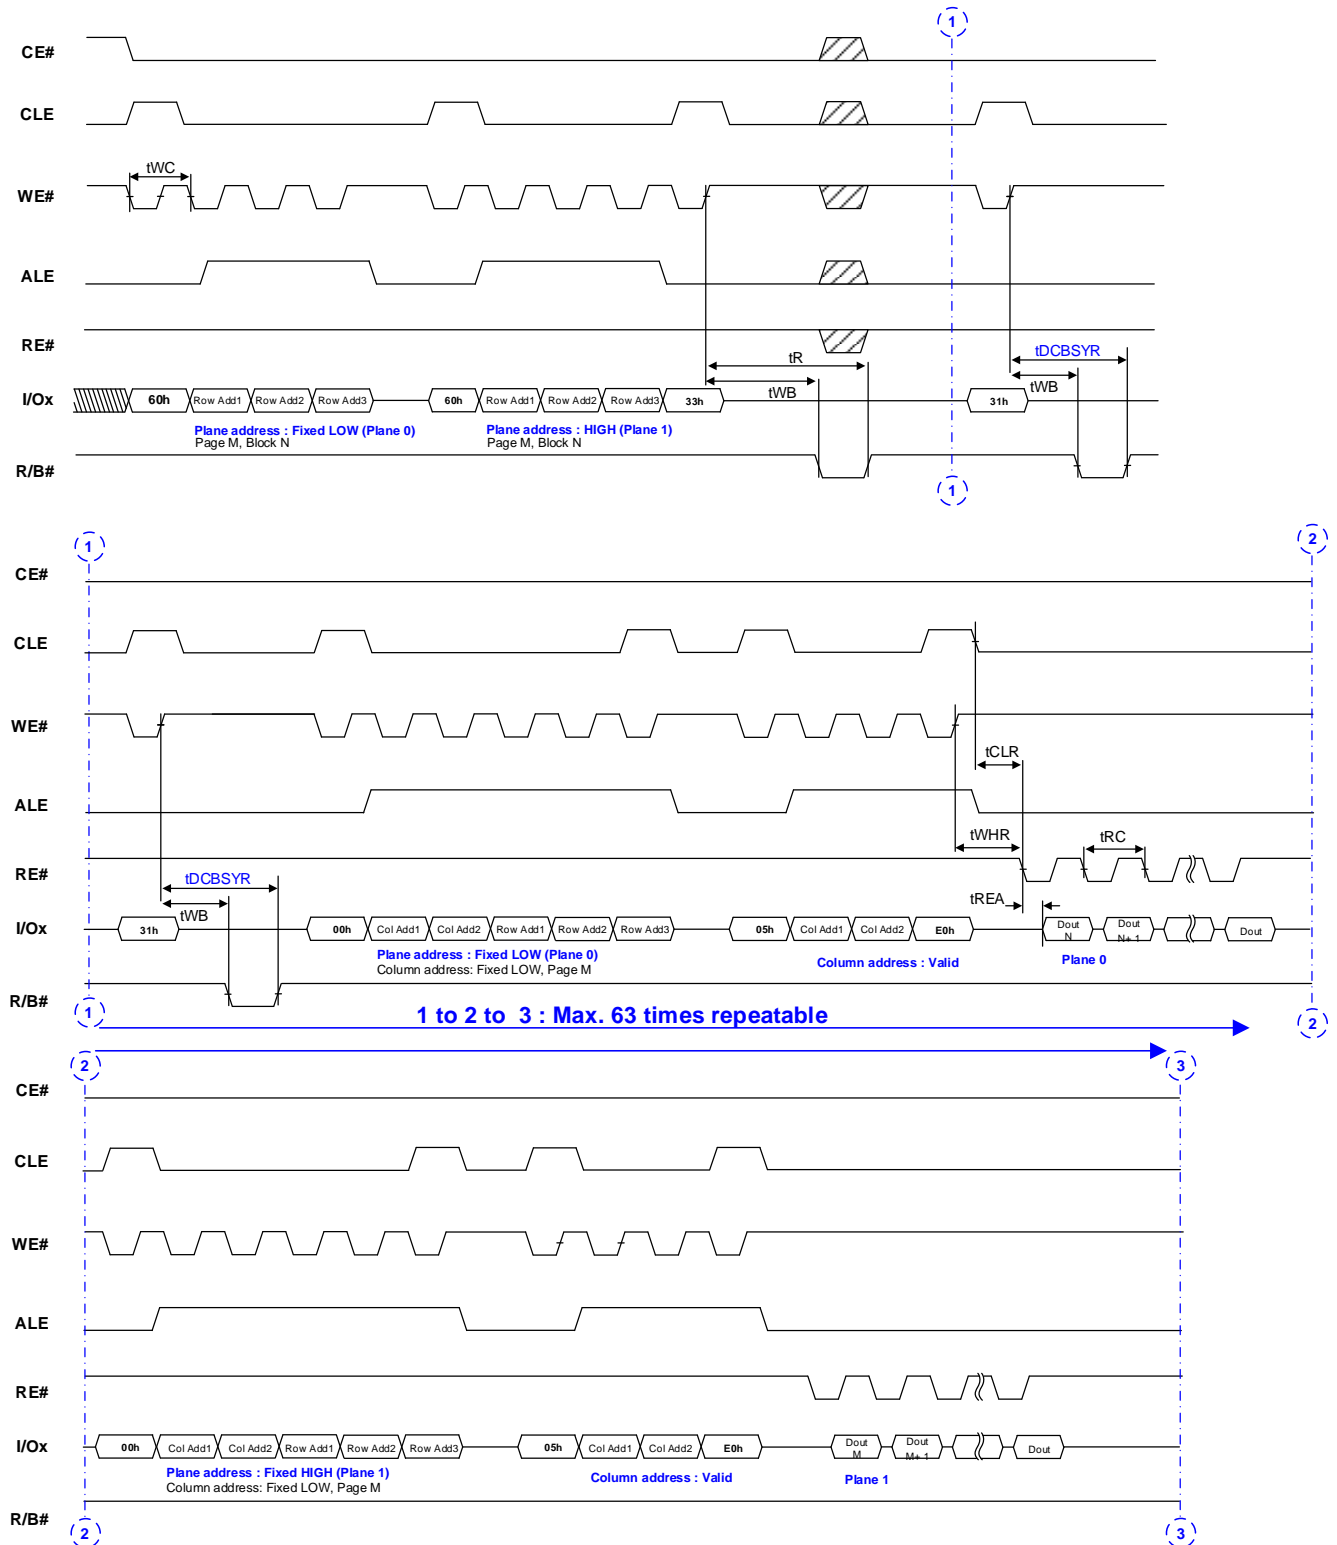 1
CE#
CLE
tWC
WE#
ALE
RE#
tR
tDCBSYR
tWB
tWB
I/Ox
60h Row Add1 Row Add2 Row Add3 60h Row Add1 Row Add2 Row Add3 33h 31h
Plane address : Fixed LOW (Plane 0) Plane address : HIGH (Plane 1)
Page M, Block N Page M, Block N
R/B#
1
1 2
CE#
CLE
WE#
tCLR
ALE
tWHR tRC
RE#
tDCBSYR
tREA
tWB
I/Ox
31h 00h Col Add1 Col Add2 Row Add1 Row Add2 Row Add3 05h Col Add1 Col Add2 E0h Dout N Dout N+ 1 Dout
Plane address : Fixed LOW (Plane 0) Column address : Valid Plane 0
Column address: Fixed LOW, Page M
R/B#
1 2
1 to 2 to 3 : Max. 63 times repeatable
2 3
CE#
CLE
WE#
ALE
RE#
I/Ox
00h Col Add1 Col Add2 Row Add1 Row Add2 Row Add3 05h Col Add1 Col Add2 E0h Dout M Dout M+ 1 Dout
Plane address : Fixed HIGH (Plane 1) Column address : Valid Plane 1
Column address: Fixed LOW, Page M
R/B#
2 3